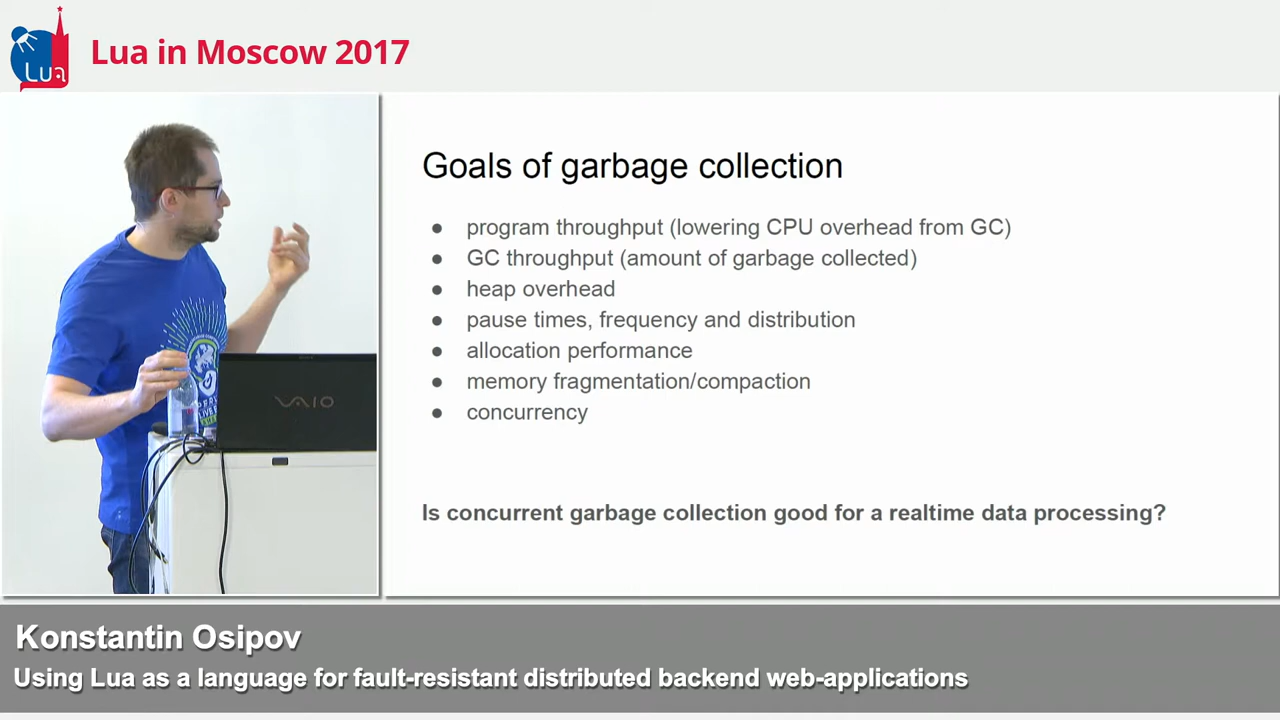 Lua
Lua in Moscow 2017
Goals of garbage collection
● program throughput (lowering CPU overhead from GC)
● GC throughput (amount of garbage collected)
● heap overhead
● pause times, frequency and distribution
● allocation performance
● memory fragmentation/compaction
● concurrency
Is concurrent garbage collection good for a realtime data processing?
VAIO
Konstantin Osipov
Using Lua as a language for fault-resistant distributed backend web-applications